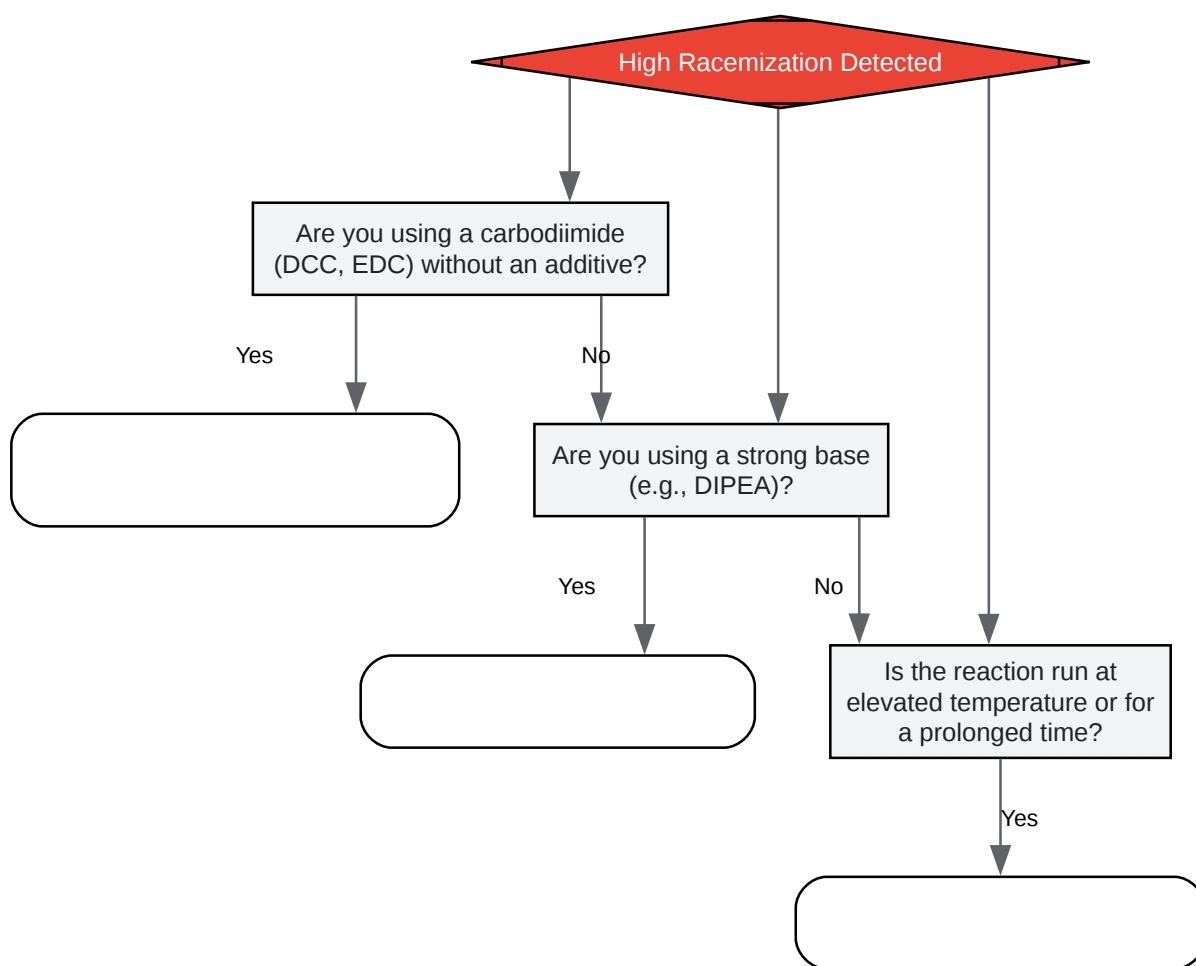 High Racemization Detected
Are you using a carbodiimide
(DCC, EDC) without an additive?
Yes
No
Are you using a strong base
(e.g., DIPEA)?
Yes
No
Is the reaction run at
elevated temperature or for
a prolonged time?
Yes